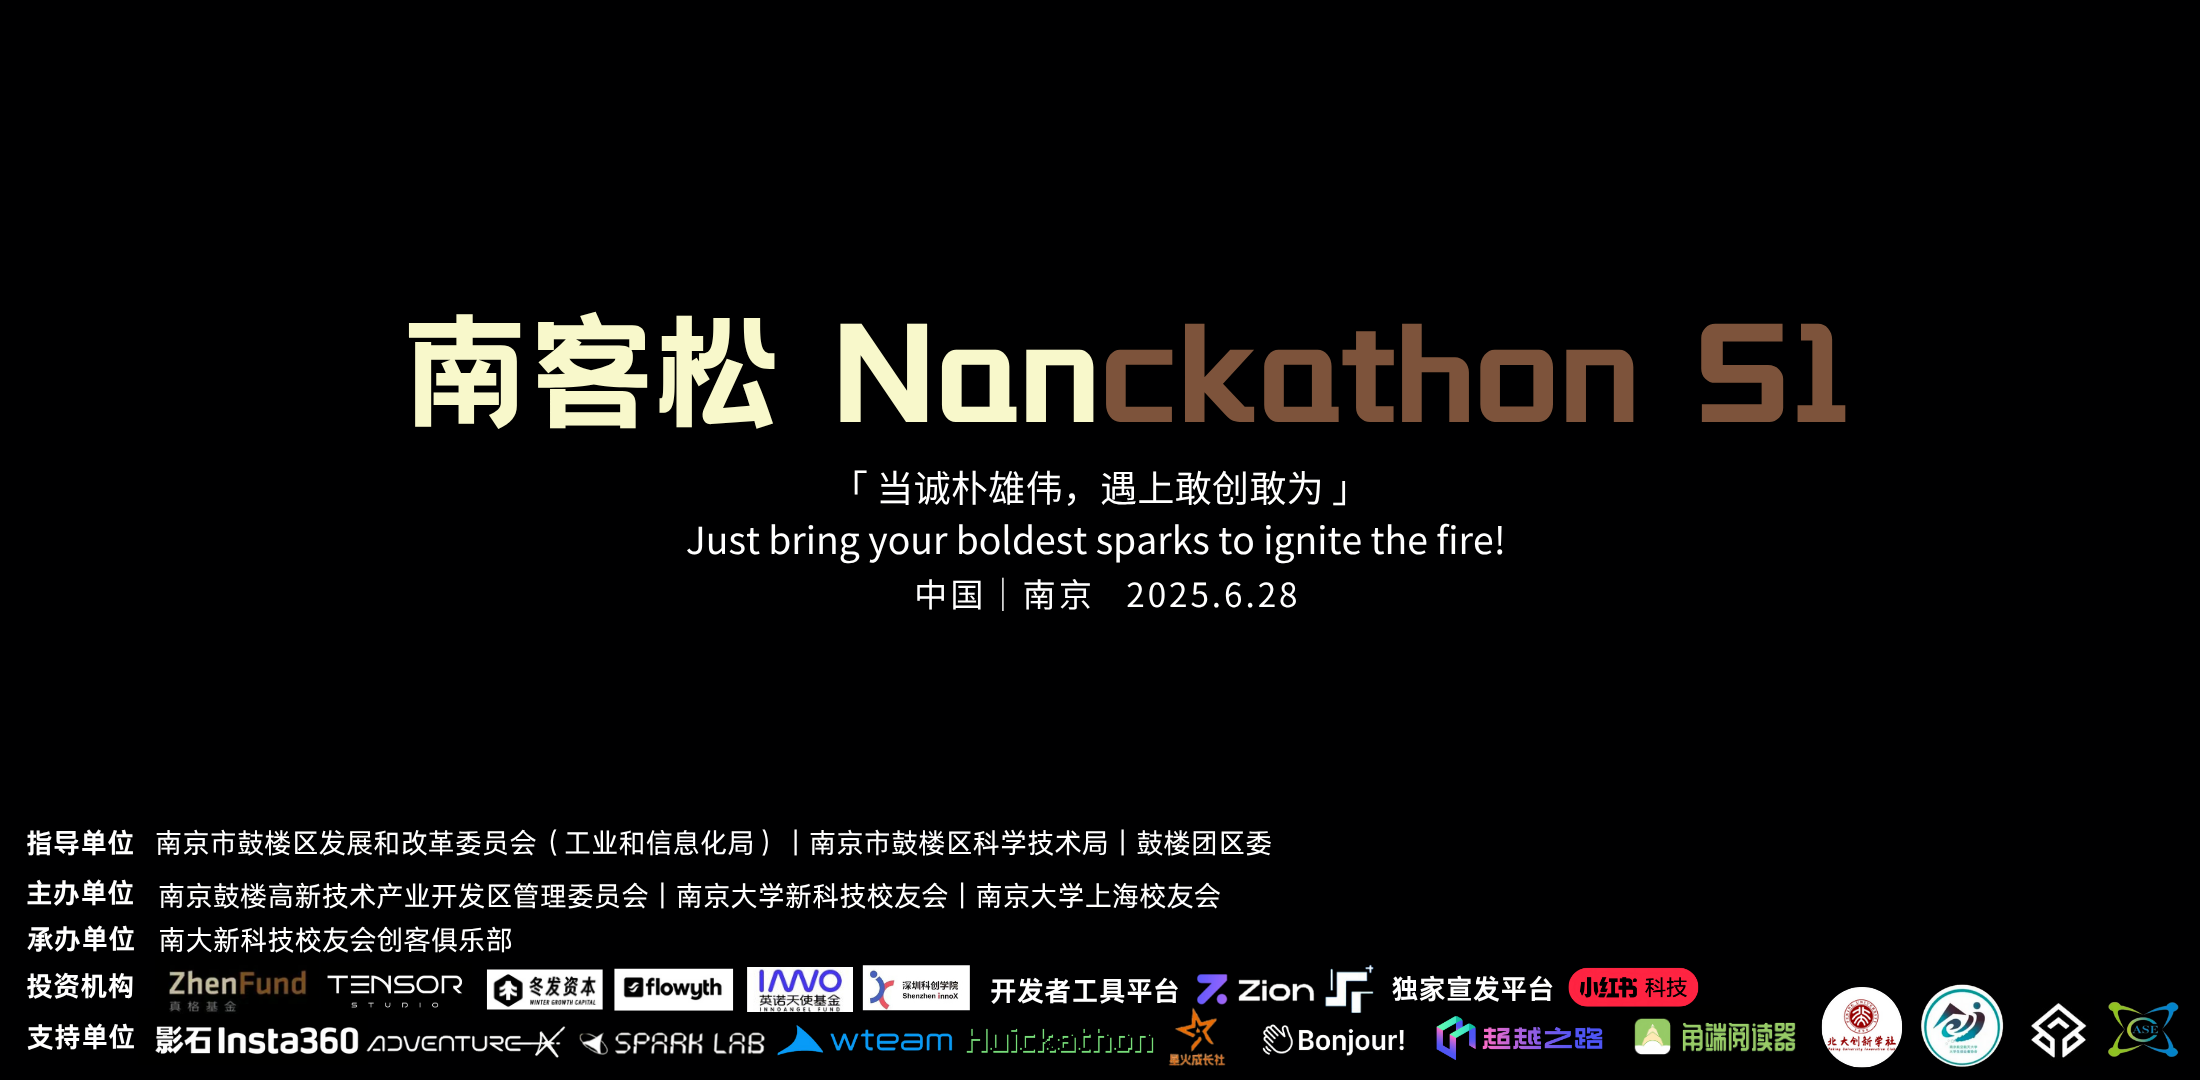 南客松 Nanckathon S1
「 当诚朴雄伟，遇上敢创敢为 」
Just bring your boldest sparks to ignite the fire!
中国｜南京 2025.6.28
指导单位 南京市鼓楼区发展和改革委员会（工业和信息化局）｜南京市鼓楼区科学技术局｜鼓楼团区委
主办单位 南京鼓楼高新技术产业开发区管理委员会｜南京大学新科技校友会｜南京大学上海校友会
承办单位 南大新科技校友会创客俱乐部
投资机构 ZhenFund 真格基金 TENSOR STUDIO 冬发资本 WINTER GROWTH CAPITAL flowyth INNO 英诺天使基金 INNOANGEL FUND 深圳科创学院 Shenzhen innoX 开发者工具平台 Zion 独家宣发平台 小红书 科技
支持单位 影石 Insta360 ADVENTURE-X SPARK LAB wteam Huickathon 星火成长社 Bonjour! 超越之路 角端阅读器 北大创新学社 ASE